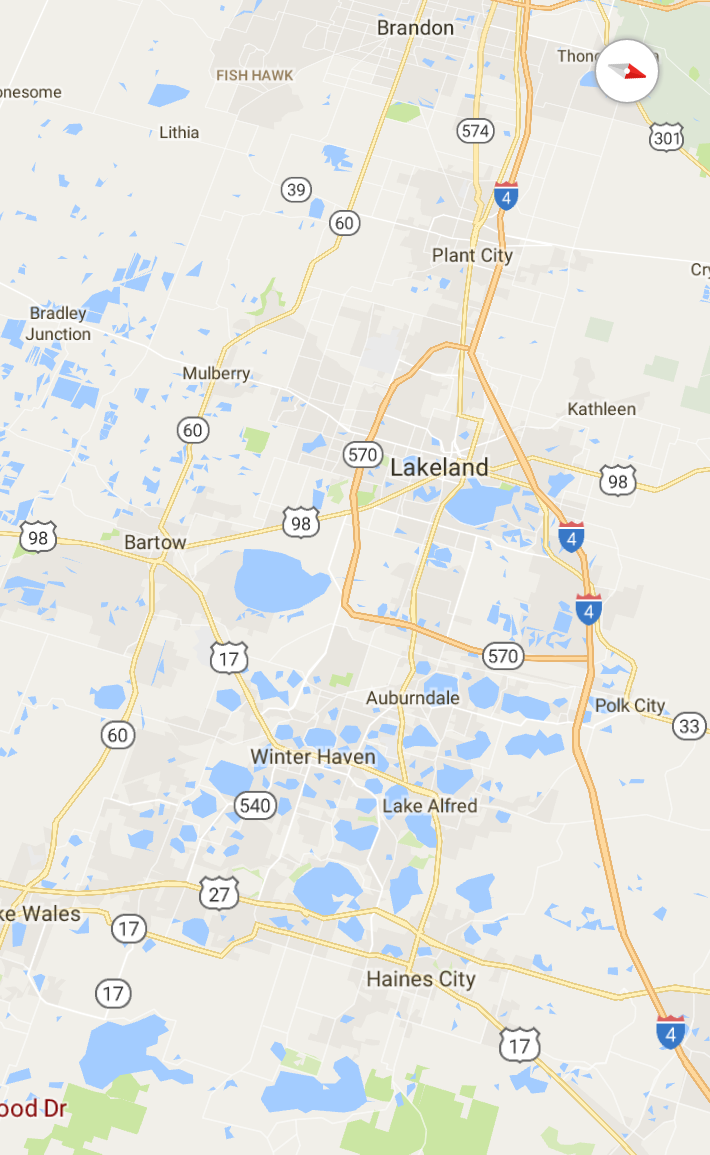 Brandon
FISH HAWK
onesome
Lithia
574
301
39
4
60
Plant City
Cry
Bradley
Junction
Mulberry
Kathleen
60
570
Lakeland
98
98
98
4
Bartow
4
17
570
Auburndale
Polk City
33
60
Winter Haven
540
Lake Alfred
27
ke Wales
17
Haines City
17
17
4
ood Dr